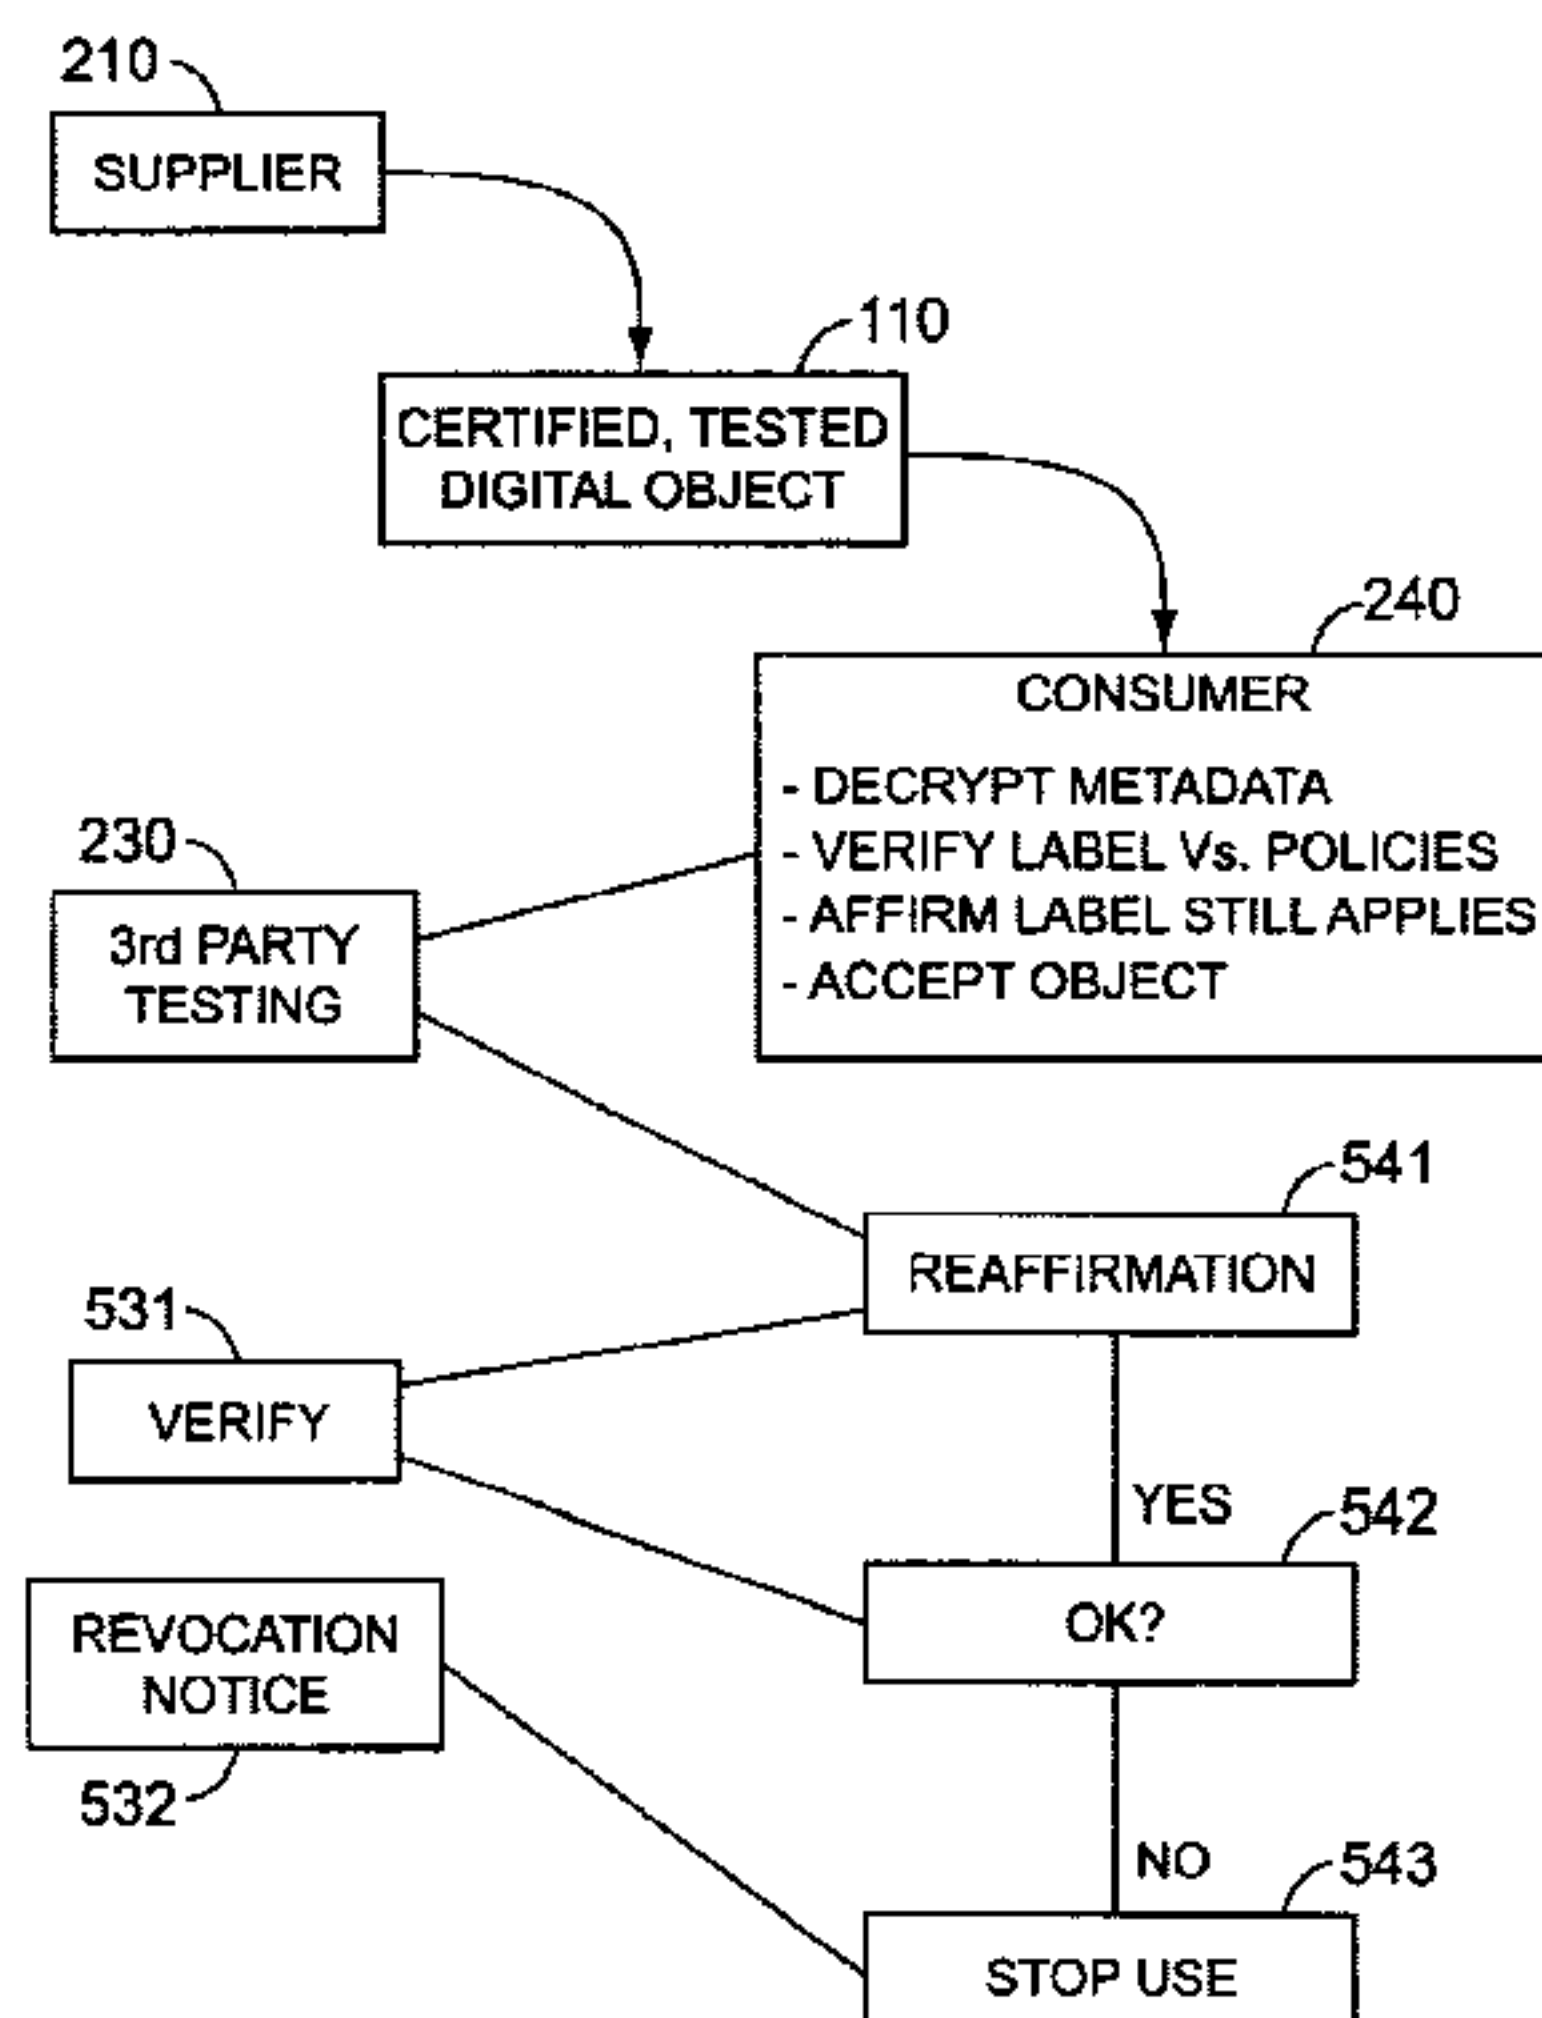 210
SUPPLIER
110
CERTIFIED, TESTED
DIGITAL OBJECT
240
CONSUMER
- DECRYPT METADATA
- VERIFY LABEL Vs. POLICIES
- AFFIRM LABEL STILL APPLIES
- ACCEPT OBJECT
230
3rd PARTY
TESTING
541
REAFFIRMATION
531
VERIFY
YES
542
OK?
REVOCATION
NOTICE
532
NO
543
STOP USE